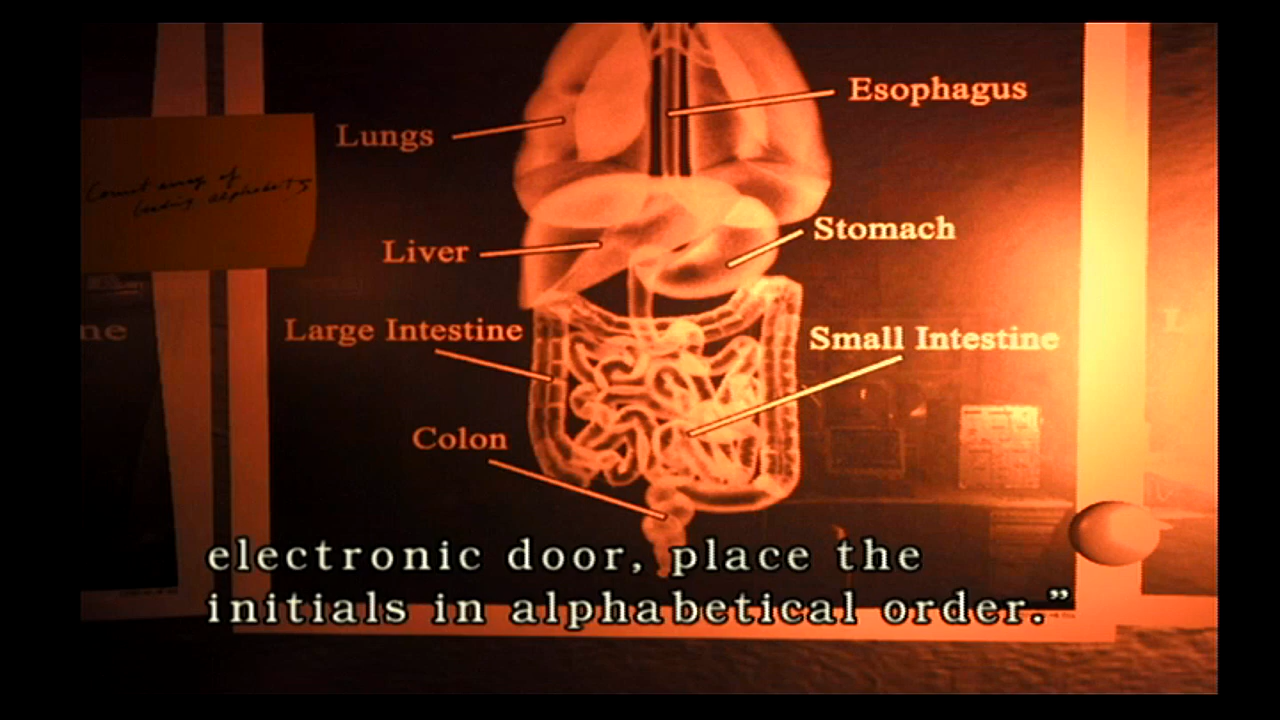 Esophagus
Lungs
Stomach
Liver
Large Intestine
Small Intestine
Colon
electronic door, place the
initials in alphabetical order.”